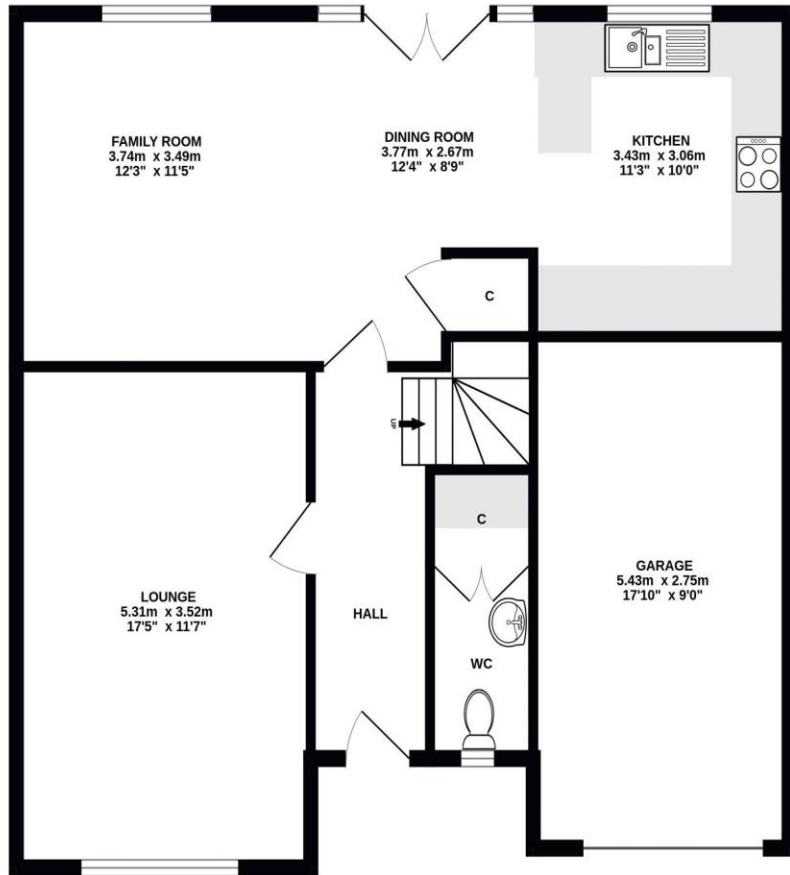 FAMILY ROOM
3.74m x 3.49m
12'3" x 11'5"
DINING ROOM
3.77m x 2.67m
12'4" x 8'9"
KITCHEN
3.43m x 3.06m
11'3" x 10'0"
C
UP
C
LOUNGE
5.31m x 3.52m
17'5" x 11'7"
HALL
WC
GARAGE
5.43m x 2.75m
17'10" x 9'0"